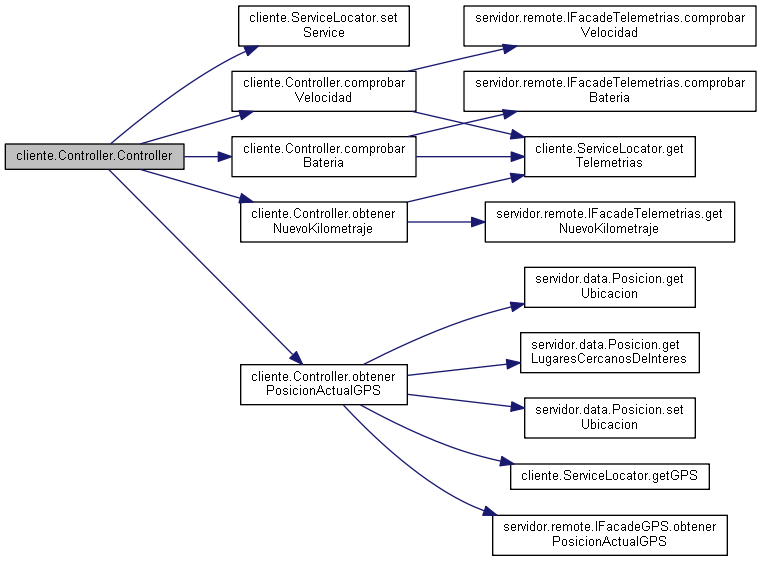 cliente.ServiceLocator.set
Service
servidor.remote.IFacadeTelemetrias.comprobar
Velocidad
cliente.Controller.comprobar
Velocidad
servidor.remote.IFacadeTelemetrias.comprobar
Bateria
cliente.Controller.Controller
cliente.Controller.comprobar
Bateria
cliente.ServiceLocator.get
Telemetrias
cliente.Controller.obtener
NuevoKilometraje
servidor.remote.IFacadeTelemetrias.get
NuevoKilometraje
servidor.data.Posicion.get
Ubicacion
servidor.data.Posicion.get
LugaresCercanosDeInteres
cliente.Controller.obtener
PosicionActualGPS
servidor.data.Posicion.set
Ubicacion
cliente.ServiceLocator.getGPS
servidor.remote.IFacadeGPS.obtener
PosicionActualGPS